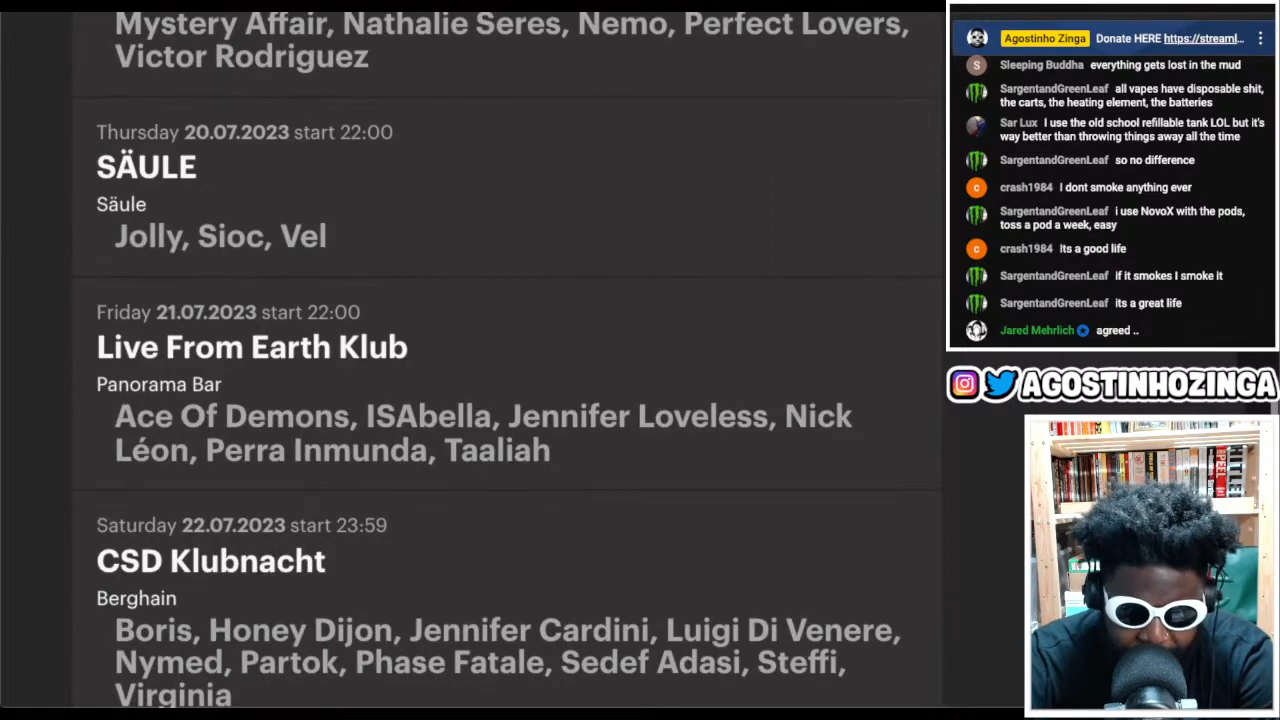 Mystery Affair, Nathalie Seres, Nemo, Perfect Lovers,
Victor Rodriguez
Thursday 20.07.2023 start 22:00
SÄULE
Säule
Jolly, Sioc, Vel
Friday 21.07.2023 start 22:00
Live From Earth Klub
Panorama Bar
Ace Of Demons, ISAbella, Jennifer Loveless, Nick
Léon, Perra Inmunda, Taahliah
Saturday 22.07.2023 start 23:59
CSD Klubnacht
Berghain
Boris, Honey Dijon, Jennifer Cardini, Luigi Di Venere,
Nymed, Partok, Phase Fatale, Sedef Adasi, Steffi,
Virginia
Agostinho Zinga Donate HERE https://streaml...
S Sleeping Buddha everything gets lost in the mud
SargentandGreenLeaf all vapes have disposable shit,
the carts, the heating element, the batteries
Sar Lux I use the old school refillable tank LOL but it's
way better than throwing things away all the time
SargentandGreenLeaf so no difference
c crash1984 I dont smoke anything ever
SargentandGreenLeaf i use NovoX with the pods,
toss a pod a week, easy
c crash1984 Its a good life
SargentandGreenLeaf if it smokes I smoke it
SargentandGreenLeaf its a great life
Jared Mehrlich agreed ..
AGOSTINHOZINGA